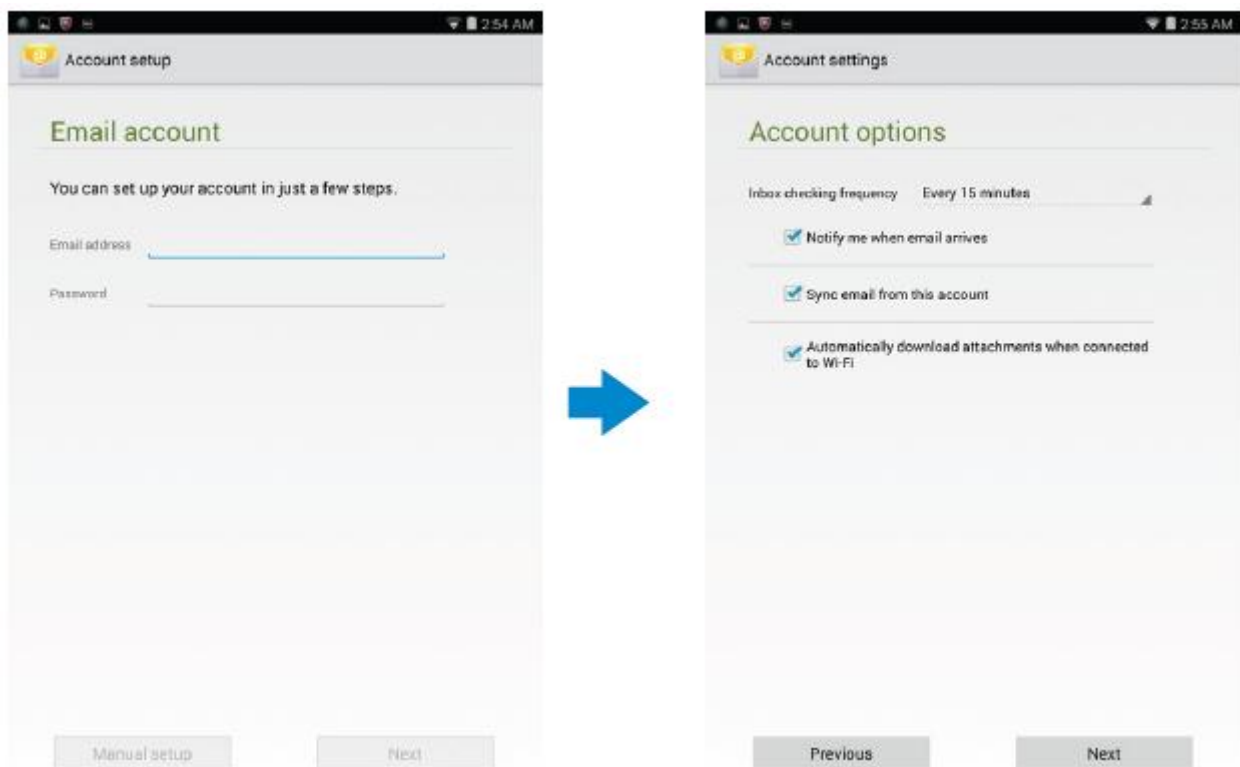 2:54 AM
Account setup
Email account
You can set up your account in just a few steps.
Email address
Password
Manual setup
Next
2:55 AM
Account settings
Account options
Inbox checking frequency Every 15 minutes
Notify me when email arrives
Sync email from this account
Automatically download attachments when connected
to Wi-Fi
Previous
Next